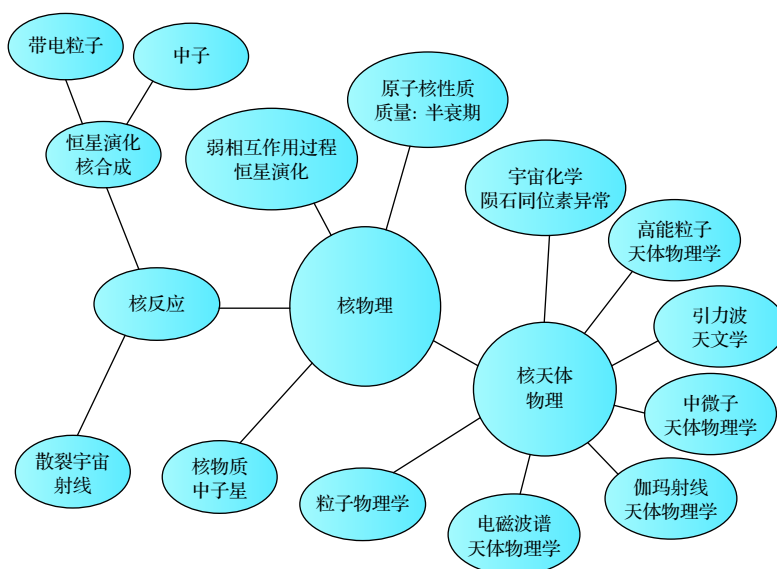 带电粒子
中子
恒星演化
核合成
弱相互作用过程
恒星演化
原子核性质
质量: 半衰期
宇宙化学
陨石同位素异常
高能粒子
天体物理学
核反应
核物理
引力波
天文学
核天体
物理
中微子
天体物理学
散裂宇宙
射线
核物质
中子星
粒子物理学
电磁波谱
天体物理学
伽玛射线
天体物理学